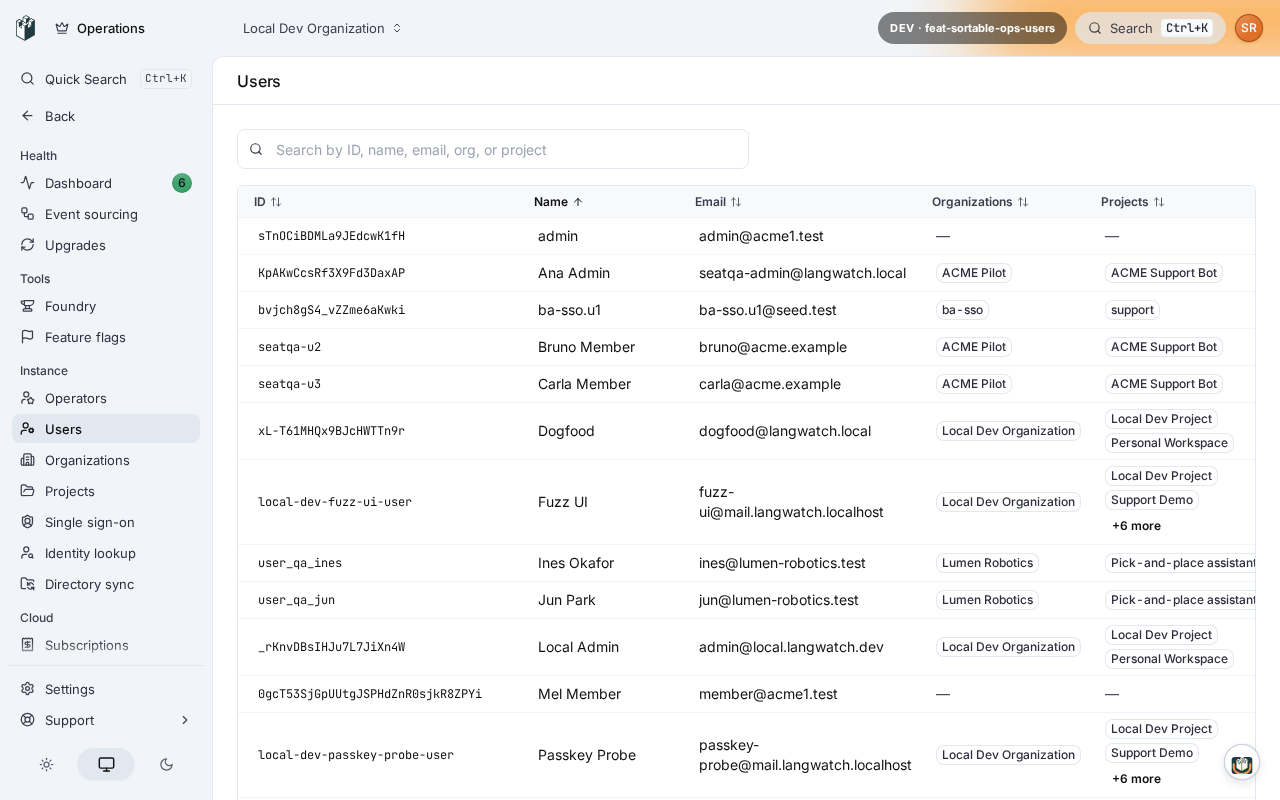 Operations
Local Dev Organization
DEV · feat-sortable-ops-users
Search Ctrl+K
SR
Quick Search Ctrl+K
Back
Health
Dashboard 6
Event sourcing
Upgrades
Tools
Foundry
Feature flags
Instance
Operators
Users
Organizations
Projects
Single sign-on
Identity lookup
Directory sync
Cloud
Subscriptions
Settings
Support
Users
Search by ID, name, email, org, or project
ID Name Email Organizations Projects
sTnOCiBDMLa9JEdcwK1fH admin admin@acme1.test — —
KpAKwCcsRf3X9Fd3DaxAP Ana Admin seatqa-admin@langwatch.local ACME Pilot ACME Support Bot
bvjch8gS4_vZZme6aKwki ba-sso.u1 ba-sso.u1@seed.test ba-sso support
seatqa-u2 Bruno Member bruno@acme.example ACME Pilot ACME Support Bot
seatqa-u3 Carla Member carla@acme.example ACME Pilot ACME Support Bot
xL-T61MHQx9BJcHWTTn9r Dogfood dogfood@langwatch.local Local Dev Organization Local Dev Project
Personal Workspace
local-dev-fuzz-ui-user Fuzz UI fuzz-
ui@mail.langwatch.localhost Local Dev Organization Local Dev Project
Support Demo
+6 more
user_qa_ines Ines Okafor ines@lumen-robotics.test Lumen Robotics Pick-and-place assistant
user_qa_jun Jun Park jun@lumen-robotics.test Lumen Robotics Pick-and-place assistant
_rKnvDBsIHJu7L7JiXn4W Local Admin admin@local.langwatch.dev Local Dev Organization Local Dev Project
Personal Workspace
0gcT53SjGpUUtgJSPHdZnR0sjkR8ZPYi Mel Member member@acme1.test — —
local-dev-passkey-probe-user Passkey Probe passkey-
probe@mail.langwatch.localhost Local Dev Organization Local Dev Project
Support Demo
+6 more